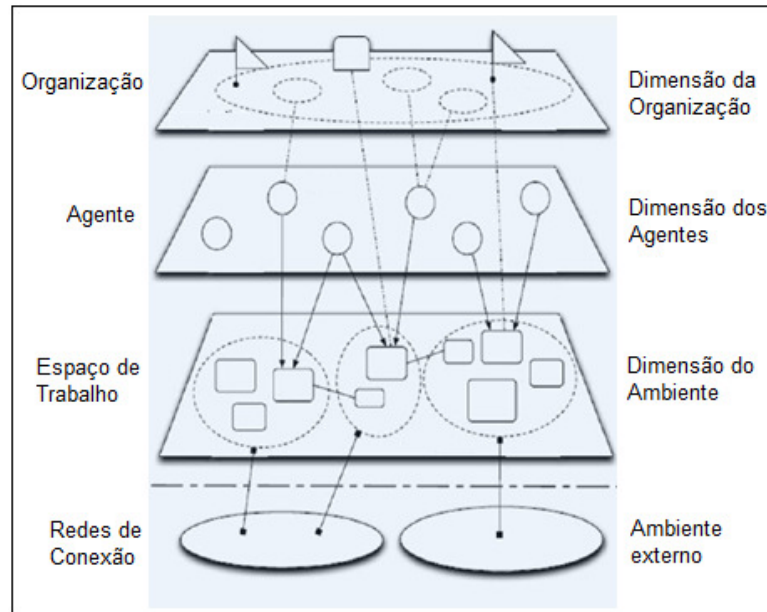 Organização
Dimensão da
Organização
Agente
Dimensão dos
Agentes
Espaço de
Trabalho
Dimensão do
Ambiente
Redes de
Conexão
Ambiente
externo